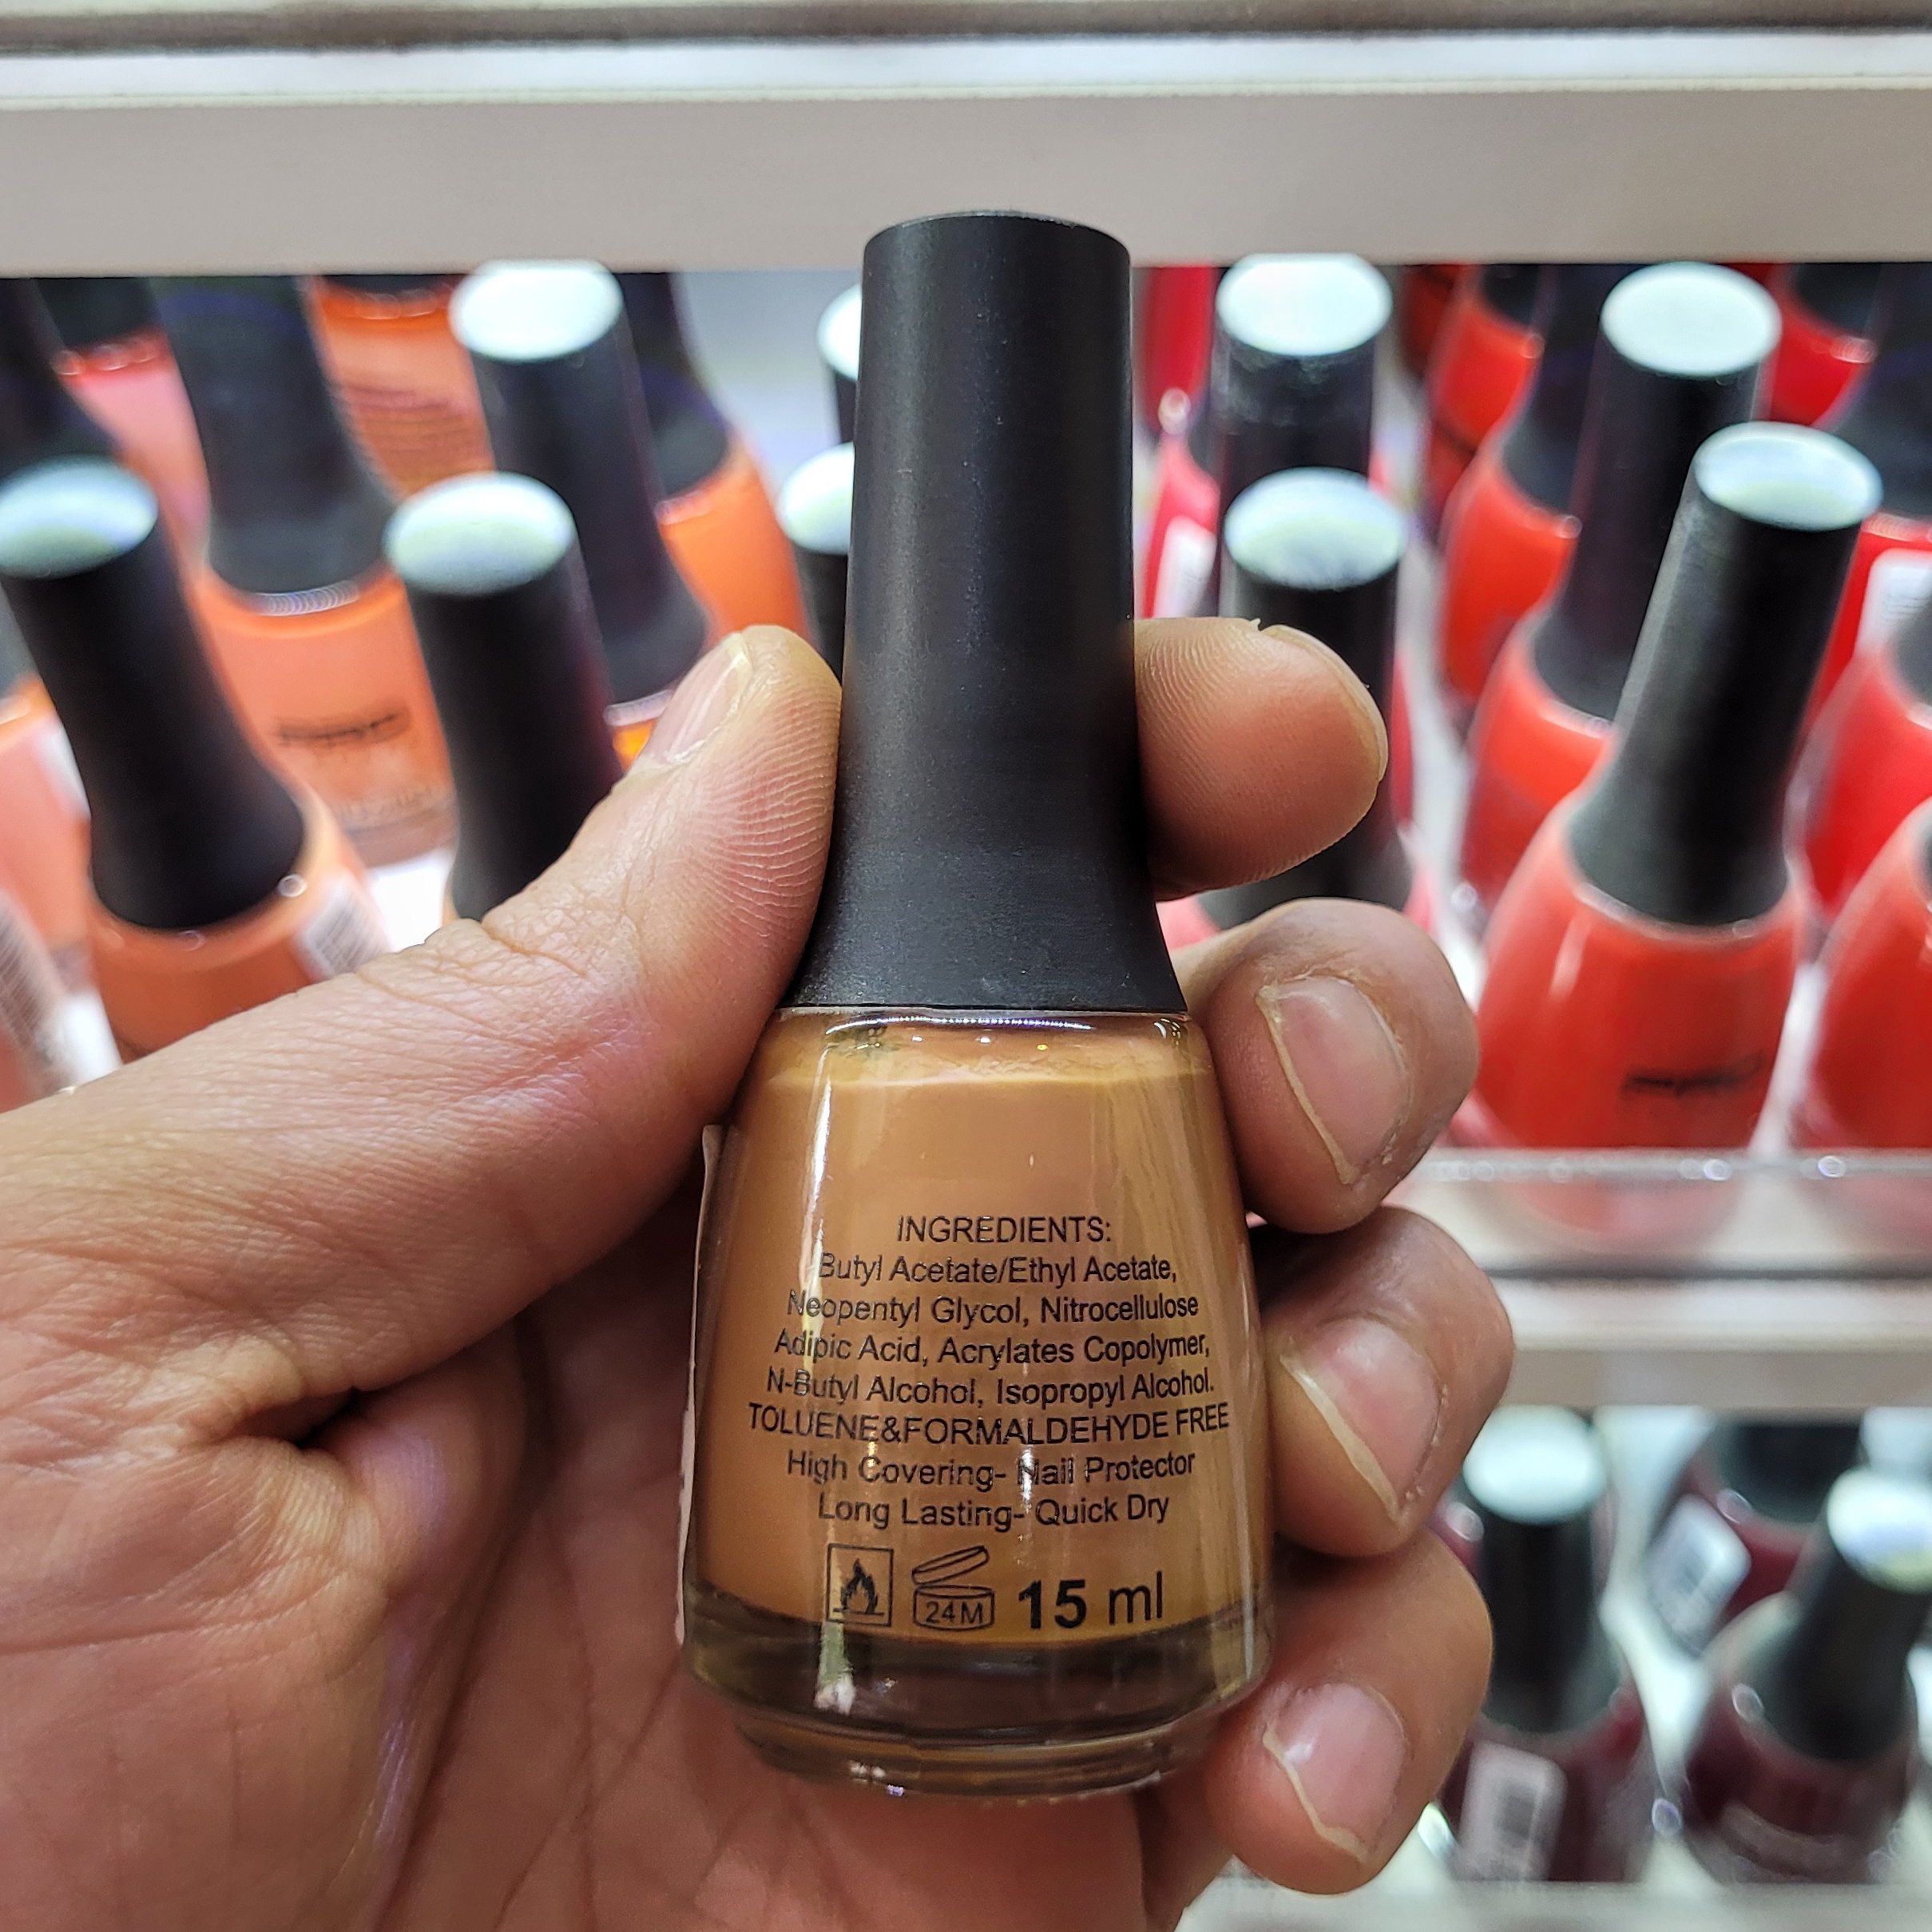 INGREDIENTS:
Butyl Acetate/Ethyl Acetate,
Neopentyl Glycol, Nitrocellulose
Adipic Acid, Acrylates Copolymer,
N-Butyl Alcohol, Isopropyl Alcohol.
TOLUENE&FORMALDEHYDE FREE
High Covering- Nail Protector
Long Lasting- Quick Dry
24M 15 ml